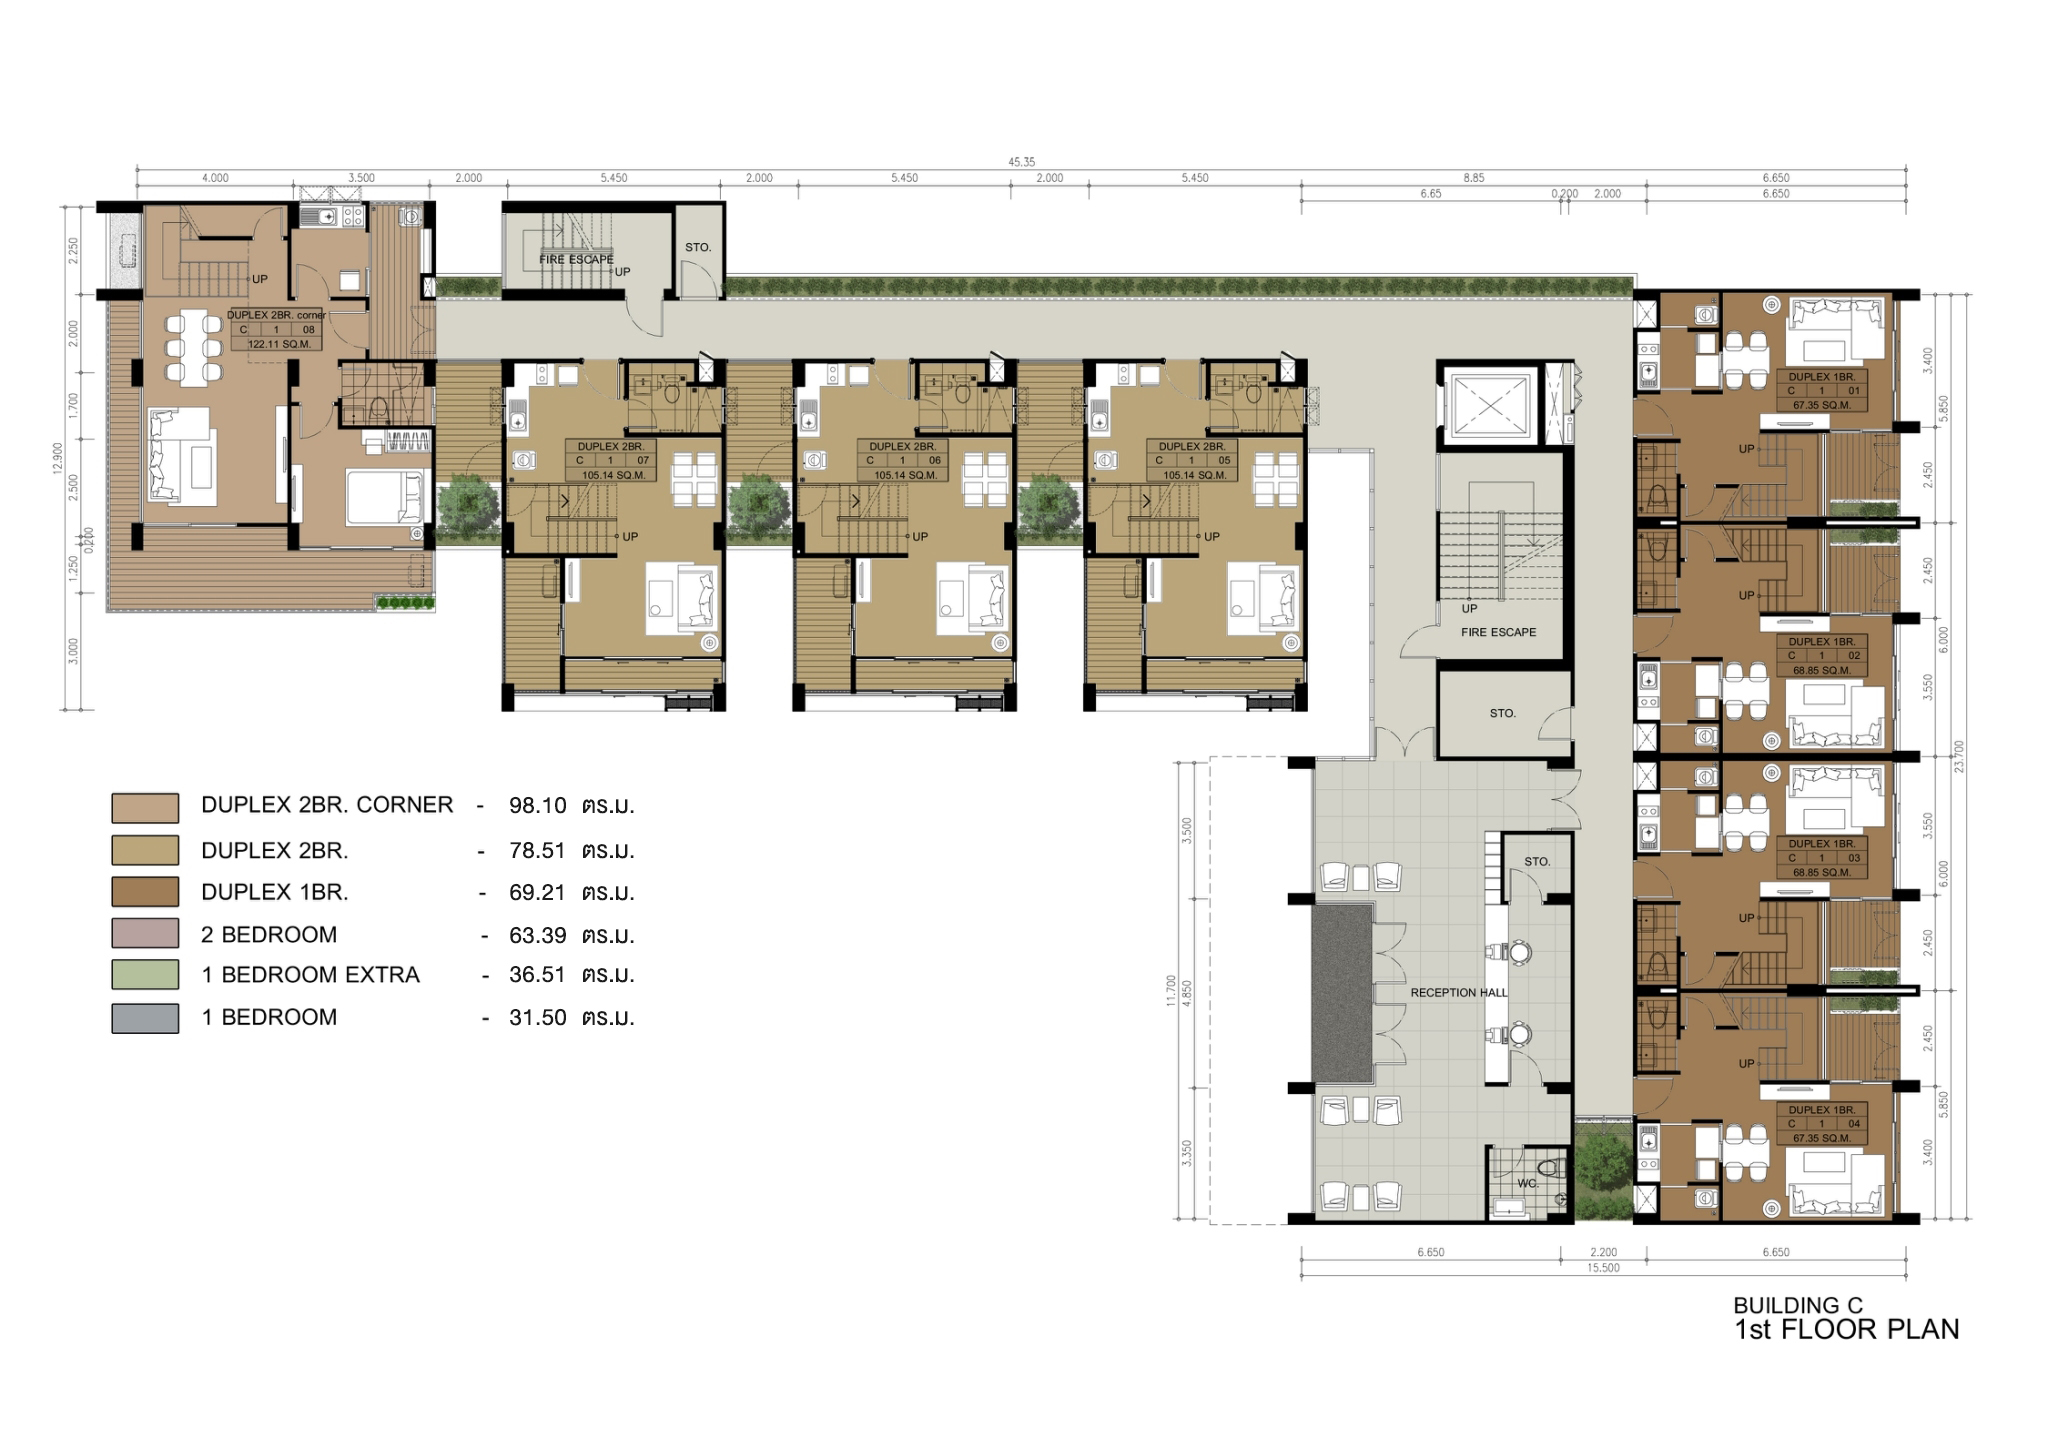 45.35
4.000 3.500 2.000 5.450 2.000 5.450 2.000 5.450 8.85 6.650
6.65 0.200 2.000 6.650
2.250
2.000
1.700
2.500
0.200
1.250
3.000
12.900
UP
DUPLEX 2BR. corner
C 1 08
122.11 SQ.M.
FIRE ESCAPE
UP
STO.
DUPLEX 2BR.
C 1 07
105.14 SQ.M.
UP
DUPLEX 2BR.
C 1 06
105.14 SQ.M.
UP
DUPLEX 2BR.
C 1 05
105.14 SQ.M.
UP
UP
FIRE ESCAPE
STO.
STO.
RECEPTION HALL
WC.
DUPLEX 1BR.
C 1 01
67.35 SQ.M.
UP
UP
DUPLEX 1BR.
C 1 02
68.85 SQ.M.
DUPLEX 1BR.
C 1 03
68.85 SQ.M.
UP
UP
DUPLEX 1BR.
C 1 04
67.35 SQ.M.
3.400
2.450
2.450
3.550
3.550
2.450
2.450
3.400
5.850
6.000
6.000
5.850
23.700
3.500
4.850
3.350
11.700
6.650 2.200 6.650
15.500
DUPLEX 2BR. CORNER - 98.10 ตร.ม.
DUPLEX 2BR. - 78.51 ตร.ม.
DUPLEX 1BR. - 69.21 ตร.ม.
2 BEDROOM - 63.39 ตร.ม.
1 BEDROOM EXTRA - 36.51 ตร.ม.
1 BEDROOM - 31.50 ตร.ม.
BUILDING C
1st FLOOR PLAN